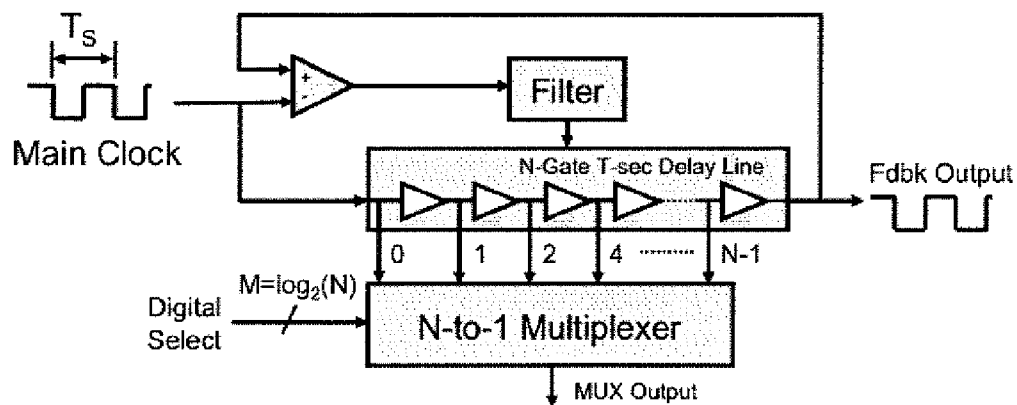 T_S
+
-
Filter
Main Clock
N-Gate T-sec Delay Line
Fdbk Output
0 1 2 4 ········ N-1
M=log₂(N)
Digital
Select
N-to-1 Multiplexer
MUX Output